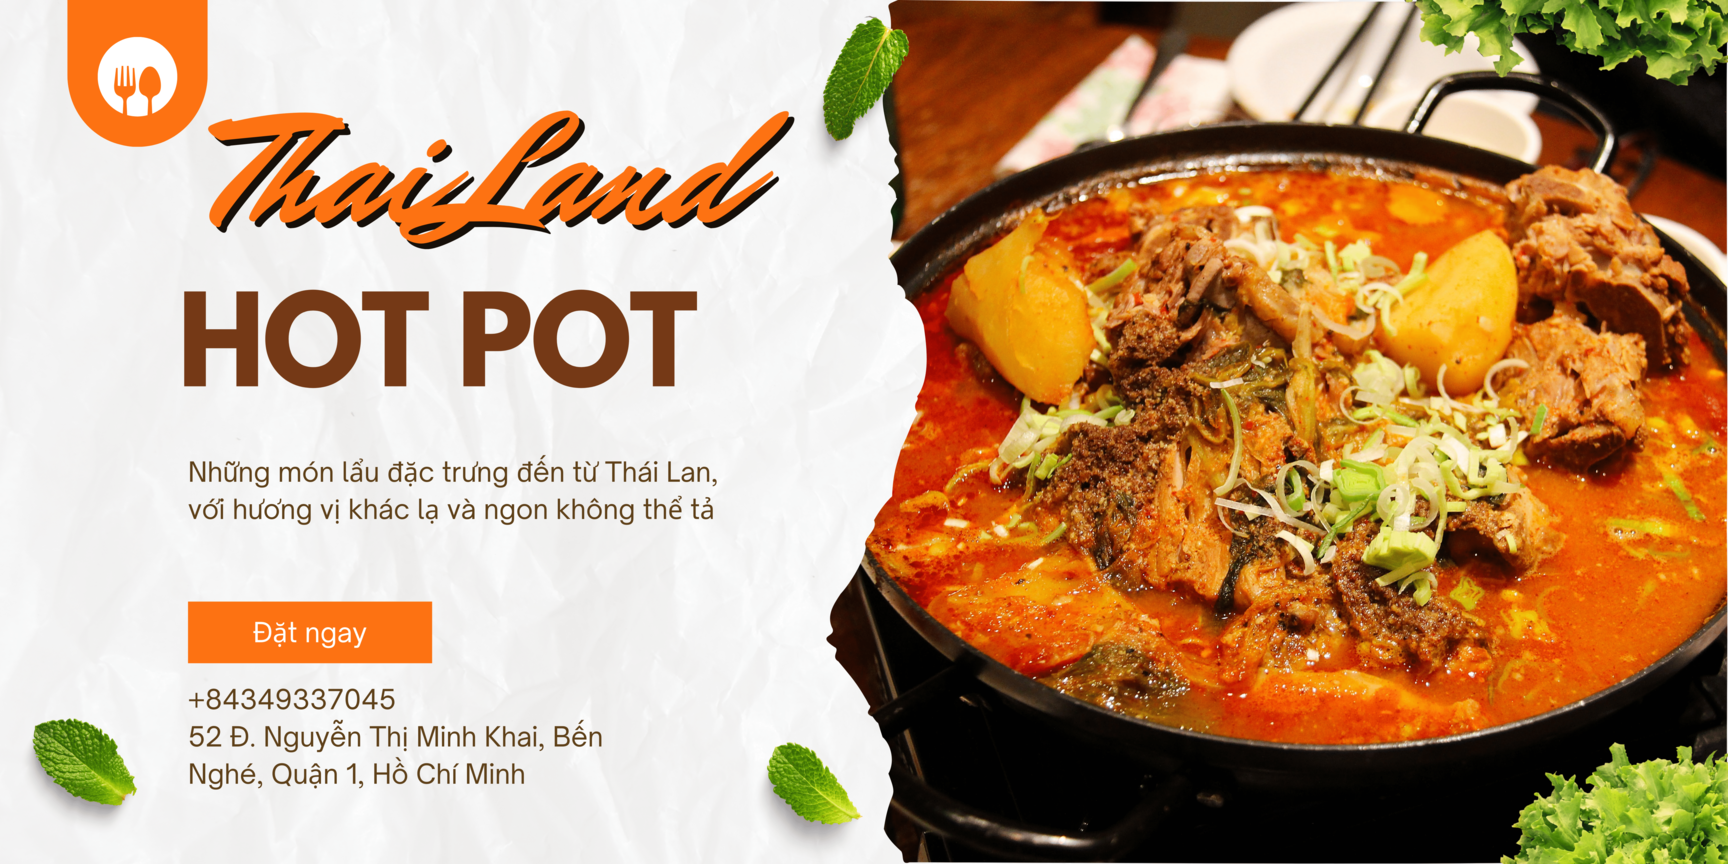 ThaiLand
HOT POT
Những món lẩu đặc trưng đến từ Thái Lan,
với hương vị khác lạ và ngon không thể tả
Đặt ngay
+84349337045
52 Đ. Nguyễn Thị Minh Khai, Bến
Nghé, Quận 1, Hồ Chí Minh